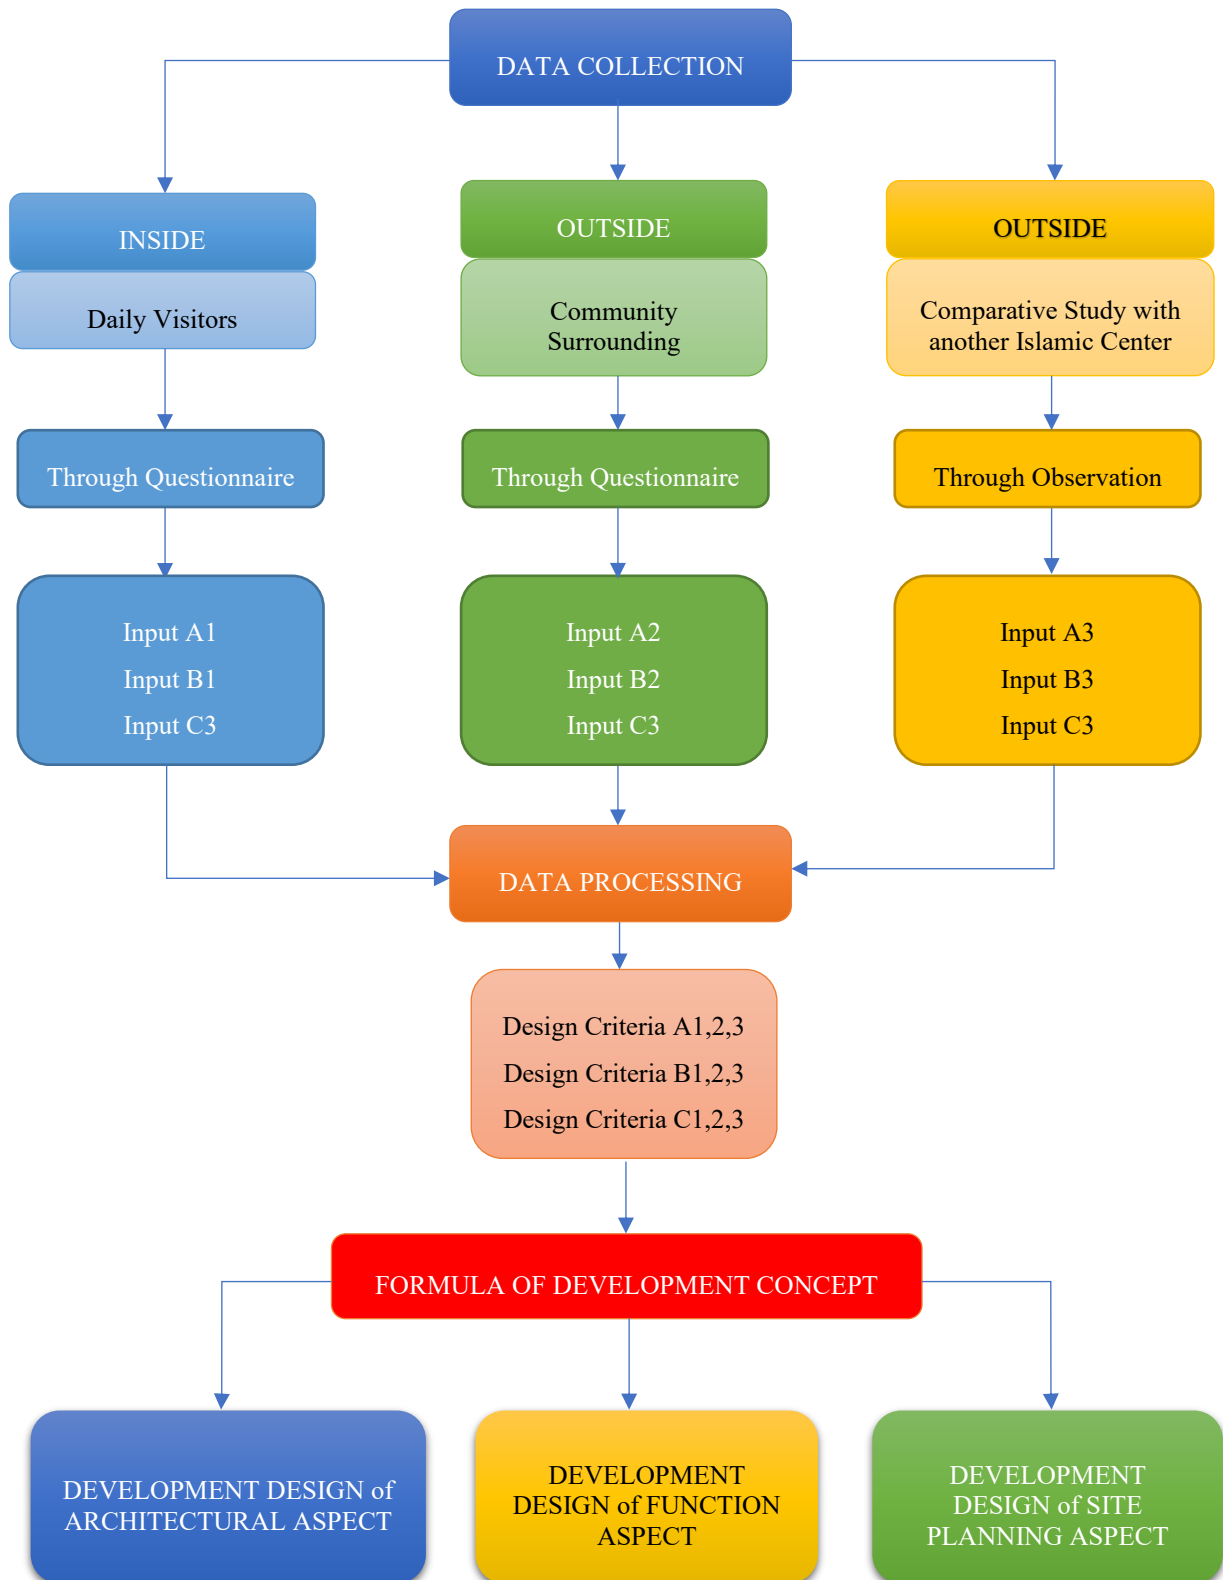 DATA COLLECTION
INSIDE
Daily Visitors
OUTSIDE
Community
Surrounding
OUTSIDE
Comparative Study with
another Islamic Center
Through Questionnaire
Through Questionnaire
Through Observation
Input A1
Input B1
Input C3
Input A2
Input B2
Input C3
Input A3
Input B3
Input C3
DATA PROCESSING
Design Criteria A1,2,3
Design Criteria B1,2,3
Design Criteria C1,2,3
FORMULA OF DEVELOPMENT CONCEPT
DEVELOPMENT DESIGN of
ARCHITECTURAL ASPECT
DEVELOPMENT
DESIGN of FUNCTION
ASPECT
DEVELOPMENT
DESIGN of SITE
PLANNING ASPECT